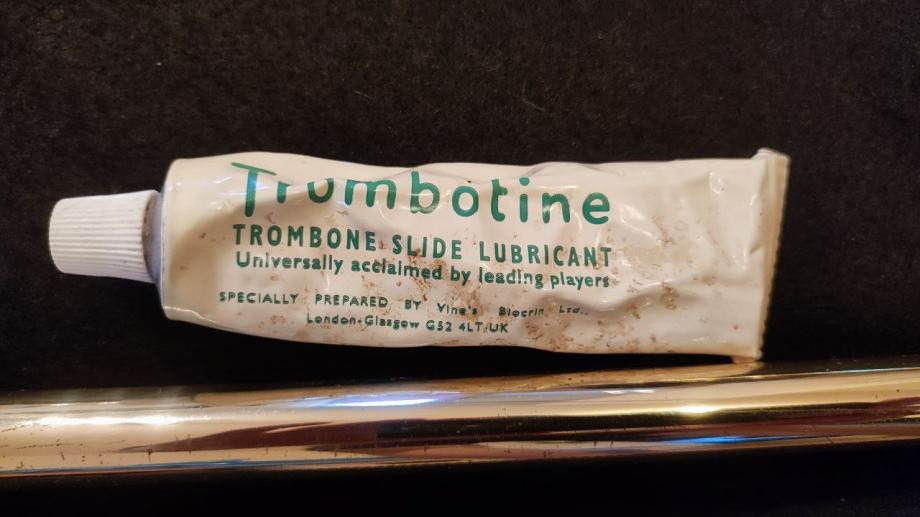 Trombotine
TROMBONE SLIDE LUBRICANT
Universally acclaimed by leading players
SPECIALLY PREPARED BY Vine's Biocrin Ltd..
London-Glasgow G52 4LT.UK